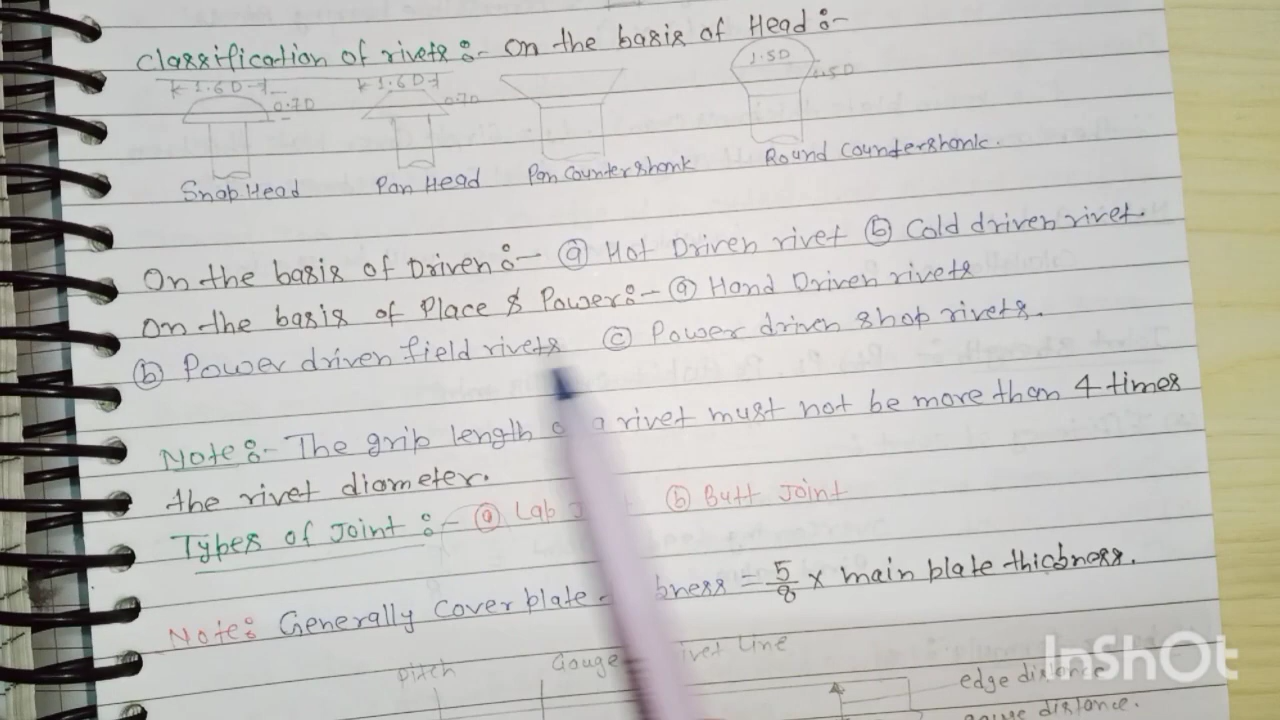 Classification of rivets :- On the basis of Head :-
1.6D 1.6D 1.5D
0.7D 0.7D 1.5D
Snap Head Pan Head Pan Countershank Round Countershank.
On the basis of Driven :- (a) Hot Driven rivet (b) Cold driven rivet.
On the basis of Place & Power :- (a) Hand Driven rivets
(b) Power driven field rivets (c) Power driven shop rivets.
Note :- The grip length a rivet must not be more than 4 times
the rivet diameter.
Types of Joint :- (a) Lap (b) Butt Joint
Note : Generally Cover plate = 5/8 x main plate thickness.
pitch Gauge rivet Line
edge distance
distance.
InShOt